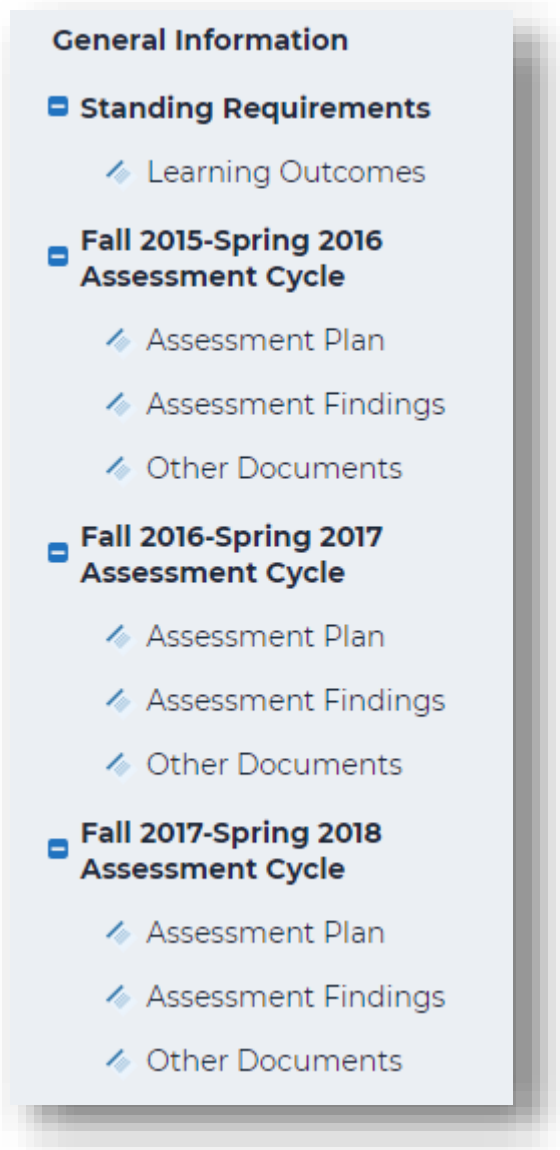 General Information
Standing Requirements
Learning Outcomes
Fall 2015-Spring 2016
Assessment Cycle
Assessment Plan
Assessment Findings
Other Documents
Fall 2016-Spring 2017
Assessment Cycle
Assessment Plan
Assessment Findings
Other Documents
Fall 2017-Spring 2018
Assessment Cycle
Assessment Plan
Assessment Findings
Other Documents